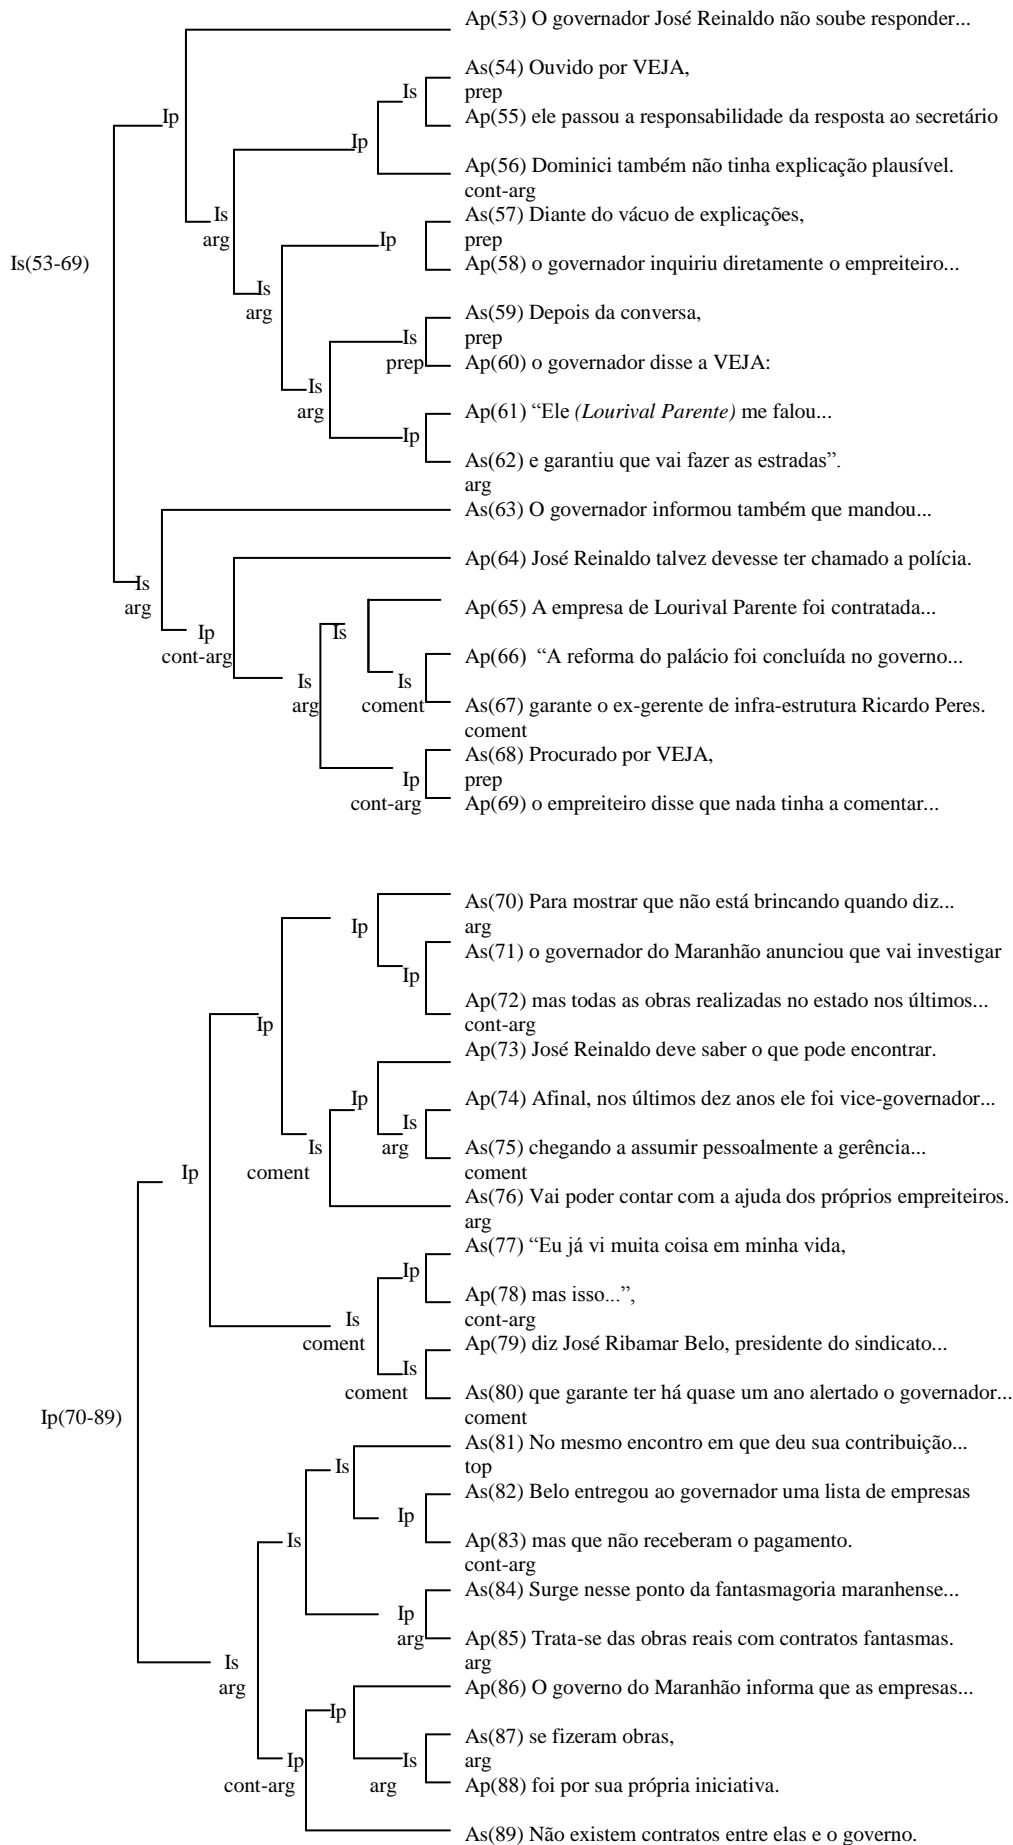 Ap(53) O governador José Reinaldo não soube responder...
As(54) Ouvido por VEJA,
Is
prep
Ip
Ap(55) ele passou a responsabilidade da resposta ao secretário
Ip
Ap(56) Dominici também não tinha explicação plausível.
cont-arg
Is
As(57) Diante do vácuo de explicações,
arg
prep
Ip
Is(53-69)
Ap(58) o governador inquiriu diretamente o empreiteiro...
Is
arg
As(59) Depois da conversa,
prep
Is
prep
Ap(60) o governador disse a VEJA:
Is
arg
Ap(61) “Ele (Lourival Parente) me falou...
Ip
As(62) e garantiu que vai fazer as estradas”.
arg
As(63) O governador informou também que mandou...
Ap(64) José Reinaldo talvez devesse ter chamado a polícia.
Is
arg
Ap(65) A empresa de Lourival Parente foi contratada...
Ip
Is
cont-arg
Ap(66) “A reforma do palácio foi concluída no governo...
Is
Is
arg
coment
As(67) garante o ex-gerente de infra-estrutura Ricardo Peres.
coment
As(68) Procurado por VEJA,
Ip
prep
cont-arg
Ap(69) o empreiteiro disse que nada tinha a comentar...
As(70) Para mostrar que não está brincando quando diz...
Ip
arg
As(71) o governador do Maranhão anunciou que vai investigar
Ip
Ap(72) mas todas as obras realizadas no estado nos últimos...
Ip
cont-arg
Ap(73) José Reinaldo deve saber o que pode encontrar.
Ip
Ap(74) Afinal, nos últimos dez anos ele foi vice-governador...
Is
Is
arg
As(75) chegando a assumir pessoalmente a gerência...
Ip
coment
coment
As(76) Vai poder contar com a ajuda dos próprios empreiteiros.
arg
As(77) “Eu já vi muita coisa em minha vida,
Ip
Ap(78) mas isso...”,
Is
cont-arg
coment
Ap(79) diz José Ribamar Belo, presidente do sindicato...
Is
coment
As(80) que garante ter há quase um ano alertado o governador...
Ip(70-89)
coment
As(81) No mesmo encontro em que deu sua contribuição...
Is
top
As(82) Belo entregou ao governador uma lista de empresas
Ip
Is
Ap(83) mas que não receberam o pagamento.
cont-arg
As(84) Surge nesse ponto da fantasmagoria maranhense...
Ip
arg
Ap(85) Trata-se das obras reais com contratos fantasmas.
Is
arg
arg
Ap(86) O governo do Maranhão informa que as empresas...
Ip
As(87) se fizeram obras,
Ip
Is
arg
cont-arg
arg
Ap(88) foi por sua própria iniciativa.
As(89) Não existem contratos entre elas e o governo.